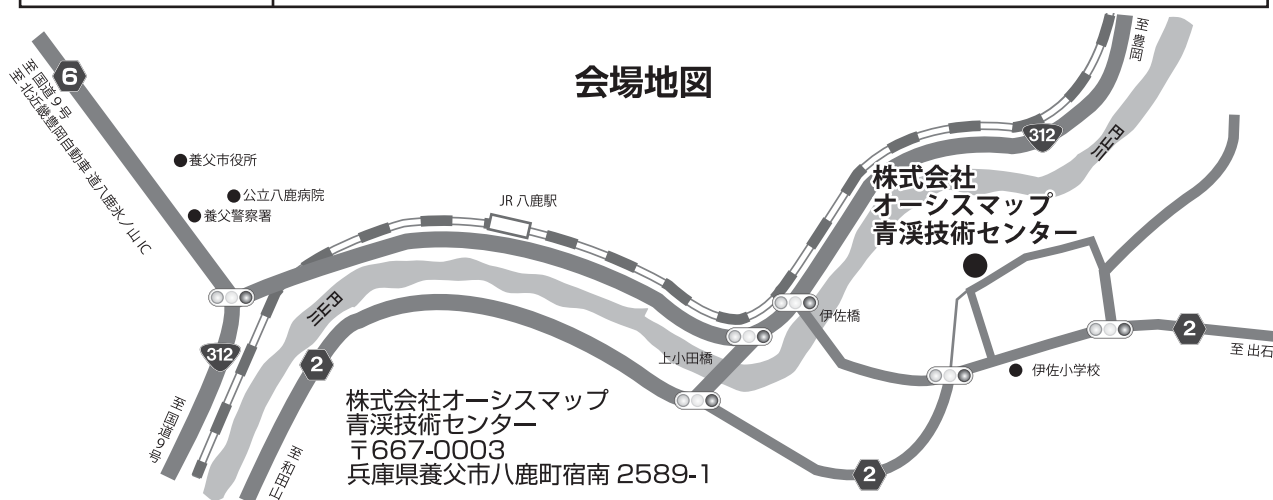 会場地図
至 豊岡
6
至 国道9号
至 北近畿豊岡自動車道八鹿氷ノ山IC
養父市役所
公立八鹿病院
養父警察署
JR 八鹿駅
312
円山川
株式会社
オーシスマップ
青渓技術センター
円山川
伊佐橋
上小田橋
312
2
2
至 出石
伊佐小学校
至 国道9号
至 和田山
株式会社オーシスマップ
青渓技術センター
〒667-0003
兵庫県養父市八鹿町宿南 2589-1
2